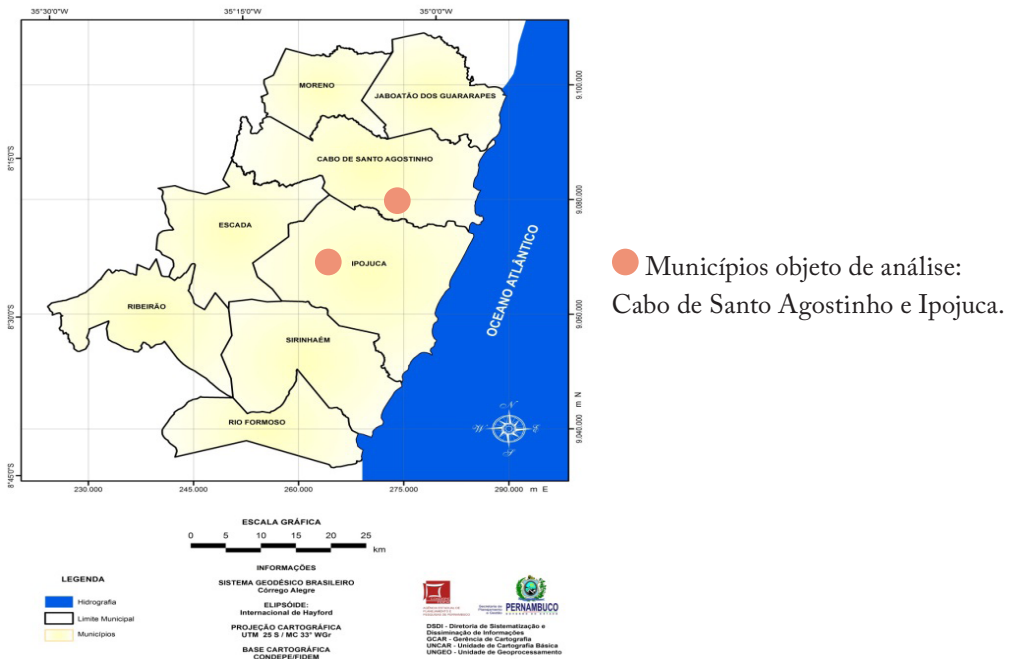 35°30'0"W
35°15'0"W
35°0'0"W
MORENO
JABOATÃO DOS GUARARAPES
9.100.000
CABO DE SANTO AGOSTINHO
8°15'0"S
9.080.000
ESCADA
IPOJUCA
OCEANO ATLÂNTICO
RIBEIRÃO
8°30'0"S
9.060.000
SIRINHAÉM
RIO FORMOSO
N
W
E
S
9.040.000 m N
8°45'0"S
230.000
245.000
260.000
275.000
290.000 m E
Municípios objeto de análise:
Cabo de Santo Agostinho e Ipojuca.
ESCALA GRÁFICA
0 5 10 15 20 25
km
INFORMAÇÕES
SISTEMA GEODÉSICO BRASILEIRO
Córrego Alegre
ELIPSÓIDE:
Internacional de Hayford
PROJEÇÃO CARTOGRÁFICA
UTM 25 S / MC 33° WGr
BASE CARTOGRÁFICA
CONDEPE/FIDEM
LEGENDA
Hidrografia
Limite Municipal
Municípios
PERNAMBUCO
DSDI - Diretoria de Sistematização e
Disseminação de Informações
GCAR - Gerência de Cartografia
UNCAR - Unidade de Cartografia Básica
UNGEO - Unidade de Geoprocessamento